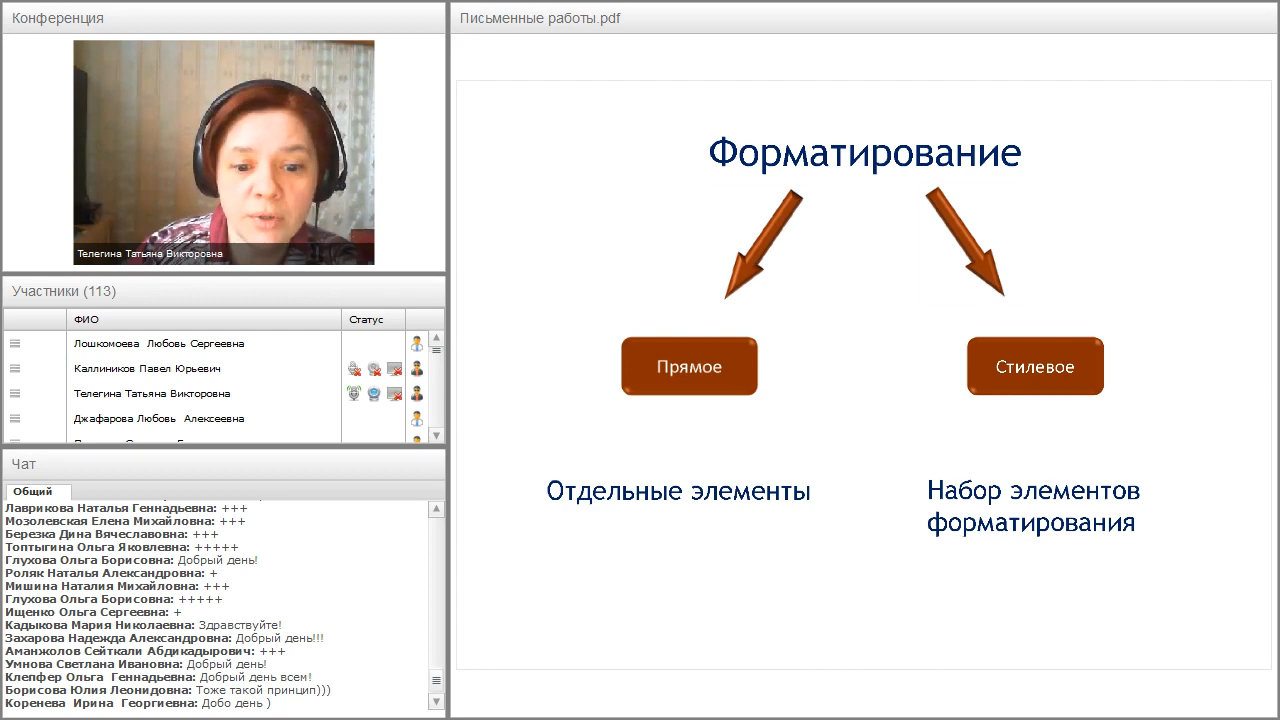 Конференция
Телегина Татьяна Викторовна
Участники (113)
ФИО Статус
Лошкомоева Любовь Сергеевна
Каллиников Павел Юрьевич
Телегина Татьяна Викторовна
Джафарова Любовь Алексеевна
Чат
Общий
Лаврикова Наталья Геннадьевна: +++
Мозолевская Елена Михайловна: +++
Березка Дина Вячеславовна: +++
Топтыгина Ольга Яковлевна: +++++
Глухова Ольга Борисовна: Добрый день!
Роляк Наталья Александровна: +
Мишина Наталия Михайловна: +++
Глухова Ольга Борисовна: +++++
Ищенко Ольга Сергеевна: +
Кадыкова Мария Николаевна: Здравствуйте!
Захарова Надежда Александровна: Добрый день!!!
Аманжолов Сейткали Абдикадырович: +++
Умнова Светлана Ивановна: Добрый день!
Клепфер Ольга Геннадьевна: Добрый день всем!
Борисова Юлия Леонидовна: Тоже такой принцип)))
Коренева Ирина Георгиевна: Добо день )
Письменные работы.pdf
Форматирование
Прямое
Стилевое
Отдельные элементы
Набор элементов
форматирования